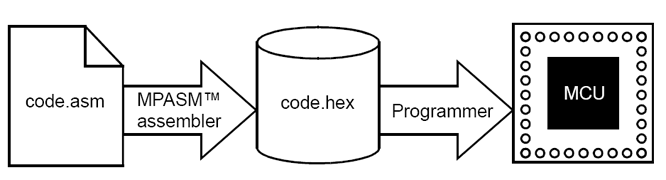 code.asm
MPASM™
assembler
code.hex
Programmer
MCU